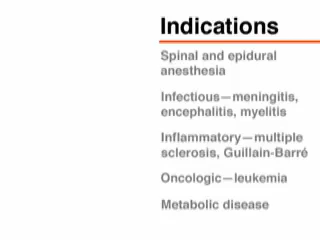 Indications
Spinal and epidural
anesthesia
Infectious—meningitis,
encephalitis, myelitis
Inflammatory—multiple
sclerosis, Guillain-Barré
Oncologic—leukemia
Metabolic disease